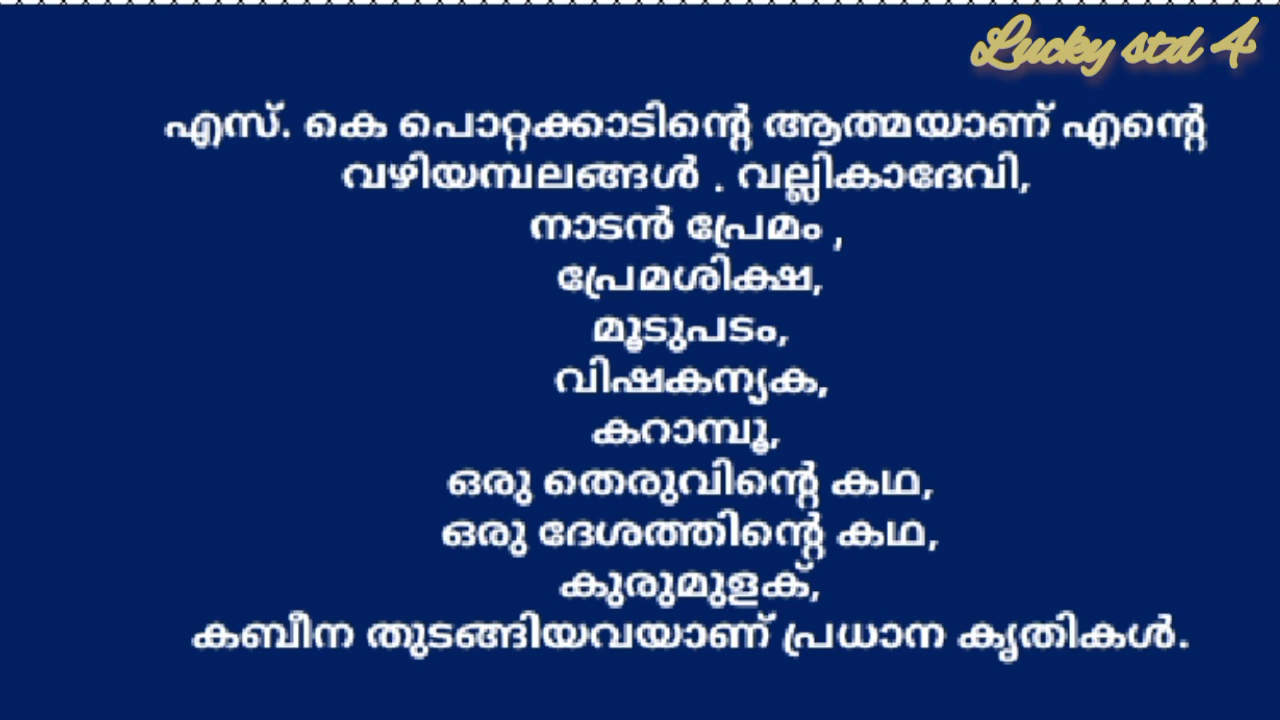 Lucky std 4
എസ്. കെ പൊറ്റക്കാടിന്റെ ആത്മയാണ് എന്റെ
വഴിയമ്പലങ്ങൾ . വല്ലികാദേവി,
നാടൻ പ്രേമം ,
പ്രേമശിക്ഷ,
മൂടുപടം,
വിഷകന്യക,
കറാമ്പൂ,
ഒരു തെരുവിന്റെ കഥ,
ഒരു ദേശത്തിന്റെ കഥ,
കുരുമുളക്,
കബീന തുടങ്ങിയവയാണ് പ്രധാന കൃതികൾ.